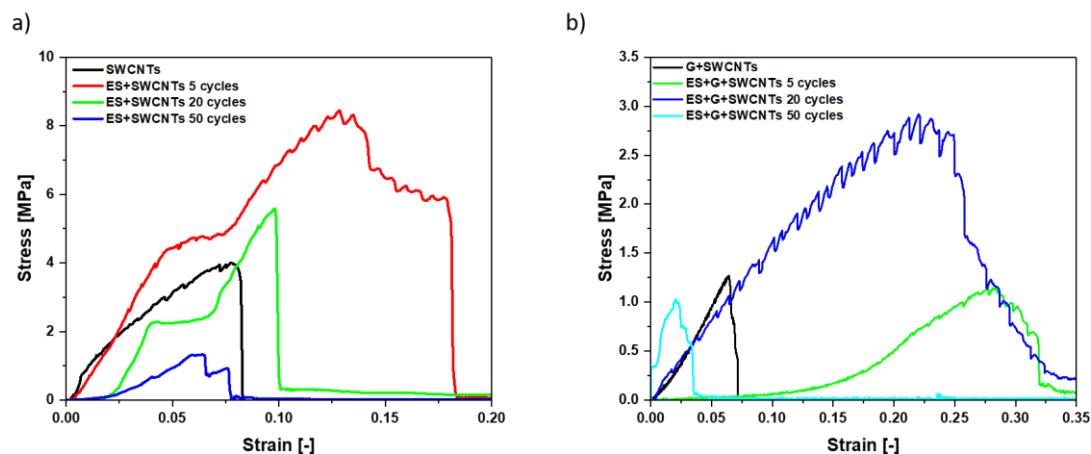 a)
10
8
6
4
2
0
Stress [MPa]
SWCNTs
ES+SWCNTs 5 cycles
ES+SWCNTs 20 cycles
ES+SWCNTs 50 cycles
0.00 0.05 0.10 0.15 0.20
Strain [-]
b)
3.5
3.0
2.5
2.0
1.5
1.0
0.5
0.0
Stress [MPa]
G+SWCNTs
ES+G+SWCNTs 5 cycles
ES+G+SWCNTs 20 cycles
ES+G+SWCNTs 50 cycles
0.00 0.05 0.10 0.15 0.20 0.25 0.30 0.35
Strain [-]